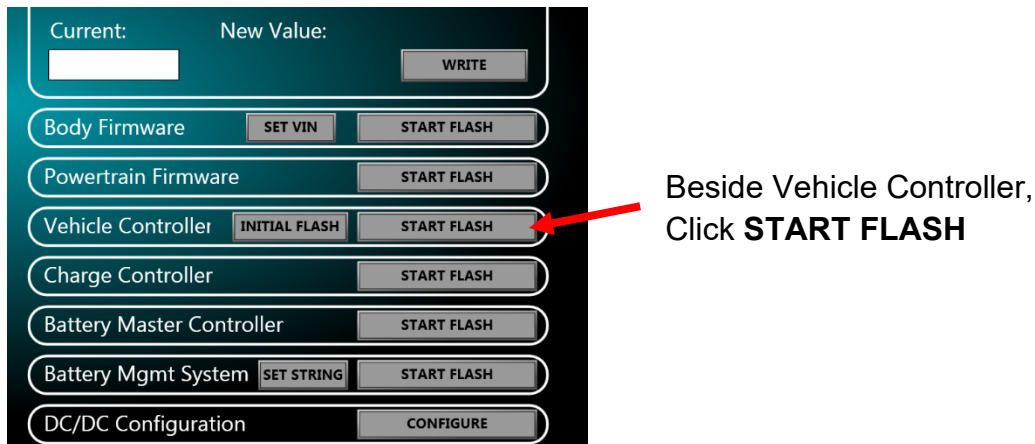 Current: New Value:
WRITE
Body Firmware SET VIN START FLASH
Powertrain Firmware START FLASH
Vehicle Controller INITIAL FLASH START FLASH
Charge Controller START FLASH
Battery Master Controller START FLASH
Battery Mgmt System SET STRING START FLASH
DC/DC Configuration CONFIGURE
Beside Vehicle Controller,
Click START FLASH